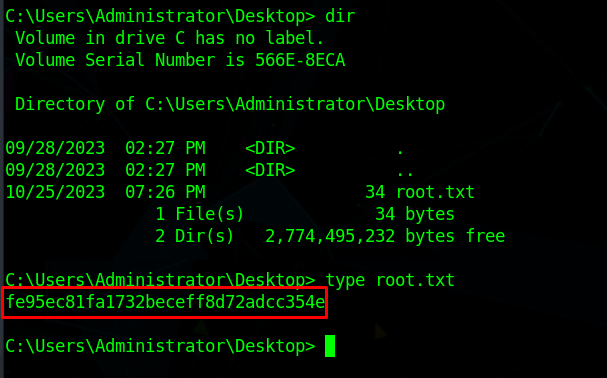 C:\Users\Administrator\Desktop> dir
Volume in drive C has no label.
Volume Serial Number is 566E-8ECA
Directory of C:\Users\Administrator\Desktop
09/28/2023  02:27 PM    <DIR>          .
09/28/2023  02:27 PM    <DIR>          ..
10/25/2023  07:26 PM                34 root.txt
1 File(s)             34 bytes
2 Dir(s)   2,774,495,232 bytes free
C:\Users\Administrator\Desktop> type root.txt
fe95ec81fa1732beceff8d72adcc354e
C:\Users\Administrator\Desktop>